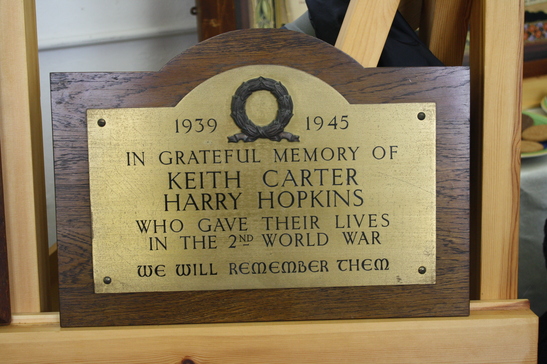 1939 1945
IN GRATEFUL MEMORY OF
KEITH CARTER
HARRY HOPKINS
WHO GAVE THEIR LIVES
IN THE 2ND WORLD WAR
WE WILL REMEMBER THEM